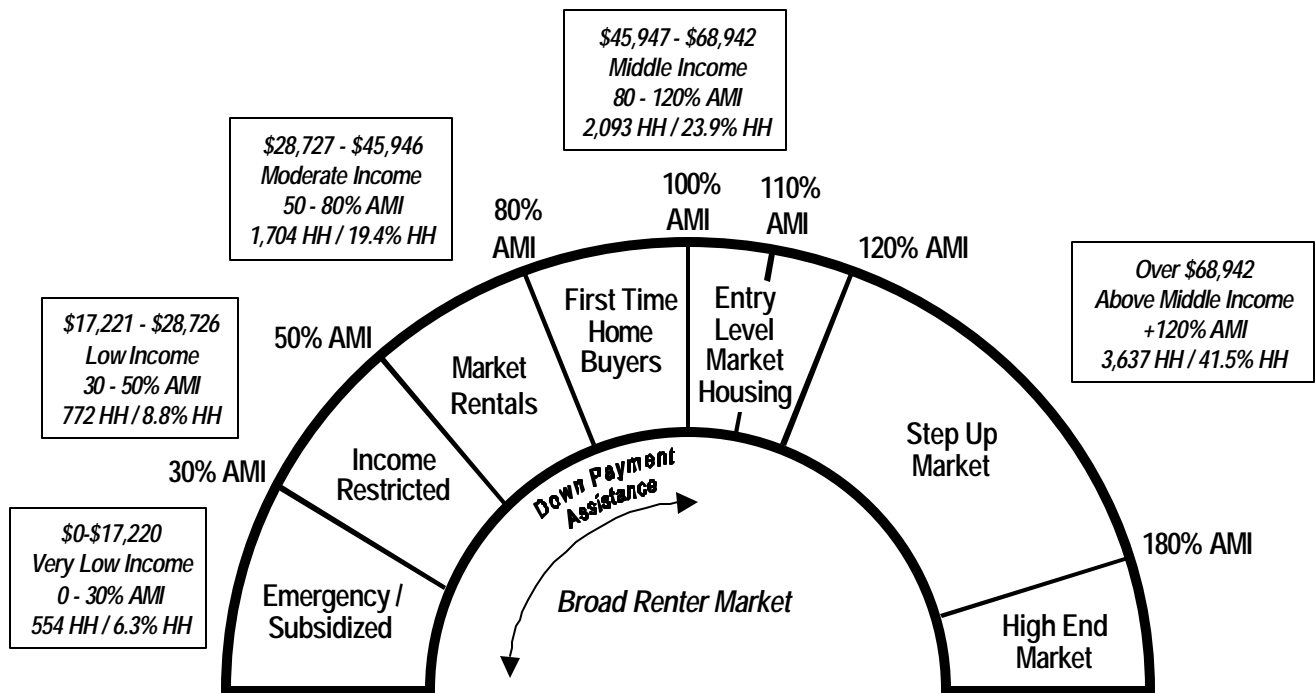 $45,947 - $68,942
Middle Income
80 - 120% AMI
2,093 HH / 23.9% HH
$28,727 - $45,946
Moderate Income
50 - 80% AMI
1,704 HH / 19.4% HH
100%
AMI
110%
AMI
80%
AMI
120% AMI
Over $68,942
Above Middle Income
+120% AMI
3,637 HH / 41.5% HH
$17,221 - $28,726
Low Income
30 - 50% AMI
772 HH / 8.8% HH
50% AMI
First Time
Home
Buyers
Entry
Level
Market
Housing
Market
Rentals
Step Up
Market
30% AMI
Income
Restricted
Down Payment
Assistance
$0-$17,220
Very Low Income
0 - 30% AMI
554 HH / 6.3% HH
180% AMI
Emergency /
Subsidized
Broad Renter Market
High End
Market